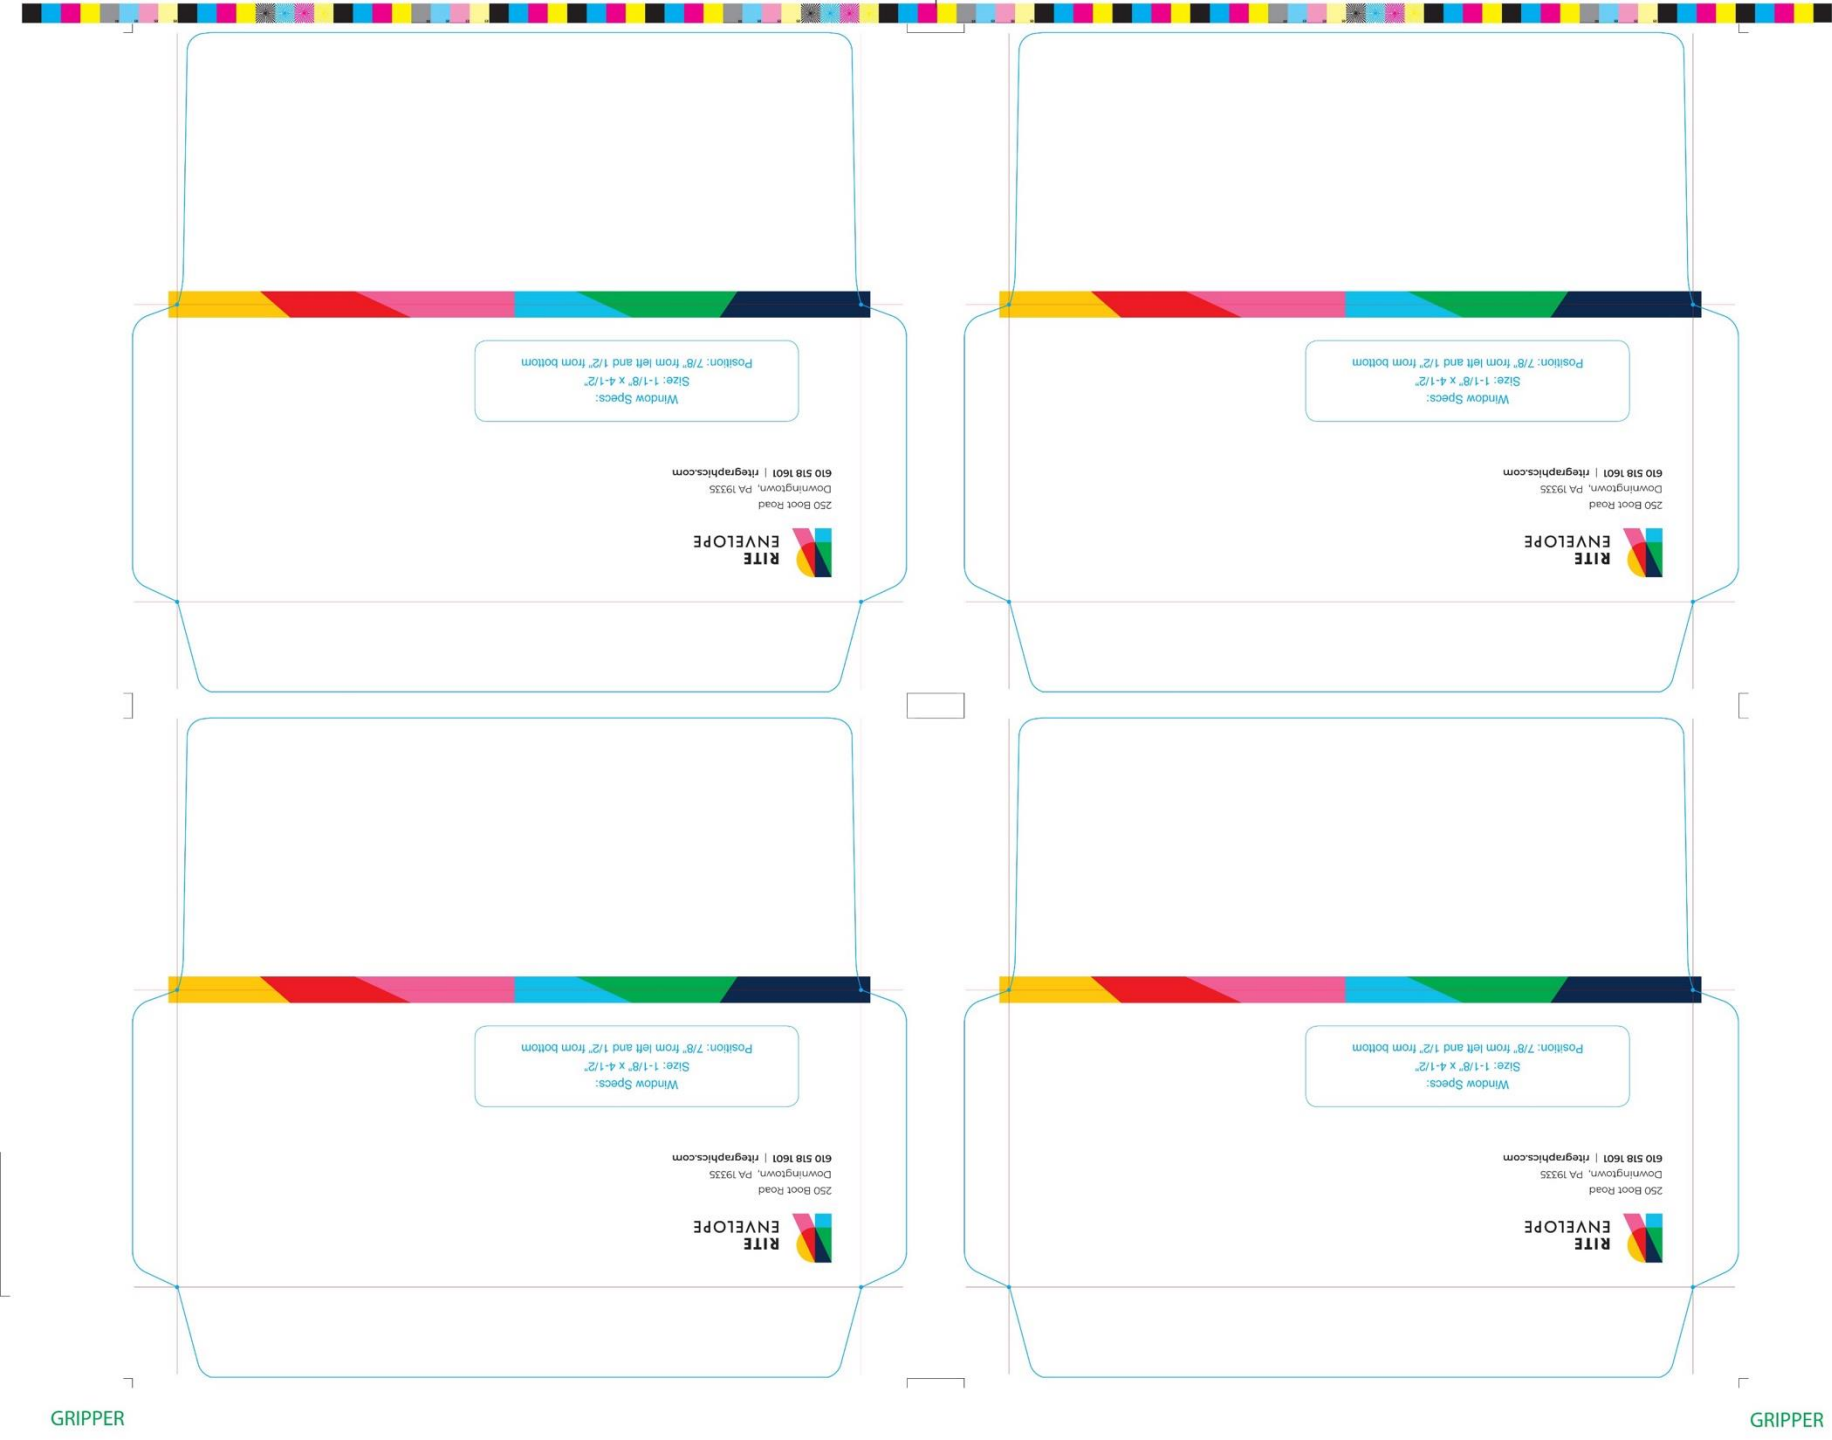 RITE
ENVELOPE
250 Boot Road
Downingtown, PA 19335
610 518 1601 | ritegraphics.com
Window Specs:
Size: 1-1/8" x 4-1/2"
Position: 7/8" from left and 1/2" from bottom
RITE
ENVELOPE
250 Boot Road
Downingtown, PA 19335
610 518 1601 | ritegraphics.com
Window Specs:
Size: 1-1/8" x 4-1/2"
Position: 7/8" from left and 1/2" from bottom
RITE
ENVELOPE
250 Boot Road
Downingtown, PA 19335
610 518 1601 | ritegraphics.com
Window Specs:
Size: 1-1/8" x 4-1/2"
Position: 7/8" from left and 1/2" from bottom
RITE
ENVELOPE
250 Boot Road
Downingtown, PA 19335
610 518 1601 | ritegraphics.com
Window Specs:
Size: 1-1/8" x 4-1/2"
Position: 7/8" from left and 1/2" from bottom
GRIPPER
GRIPPER